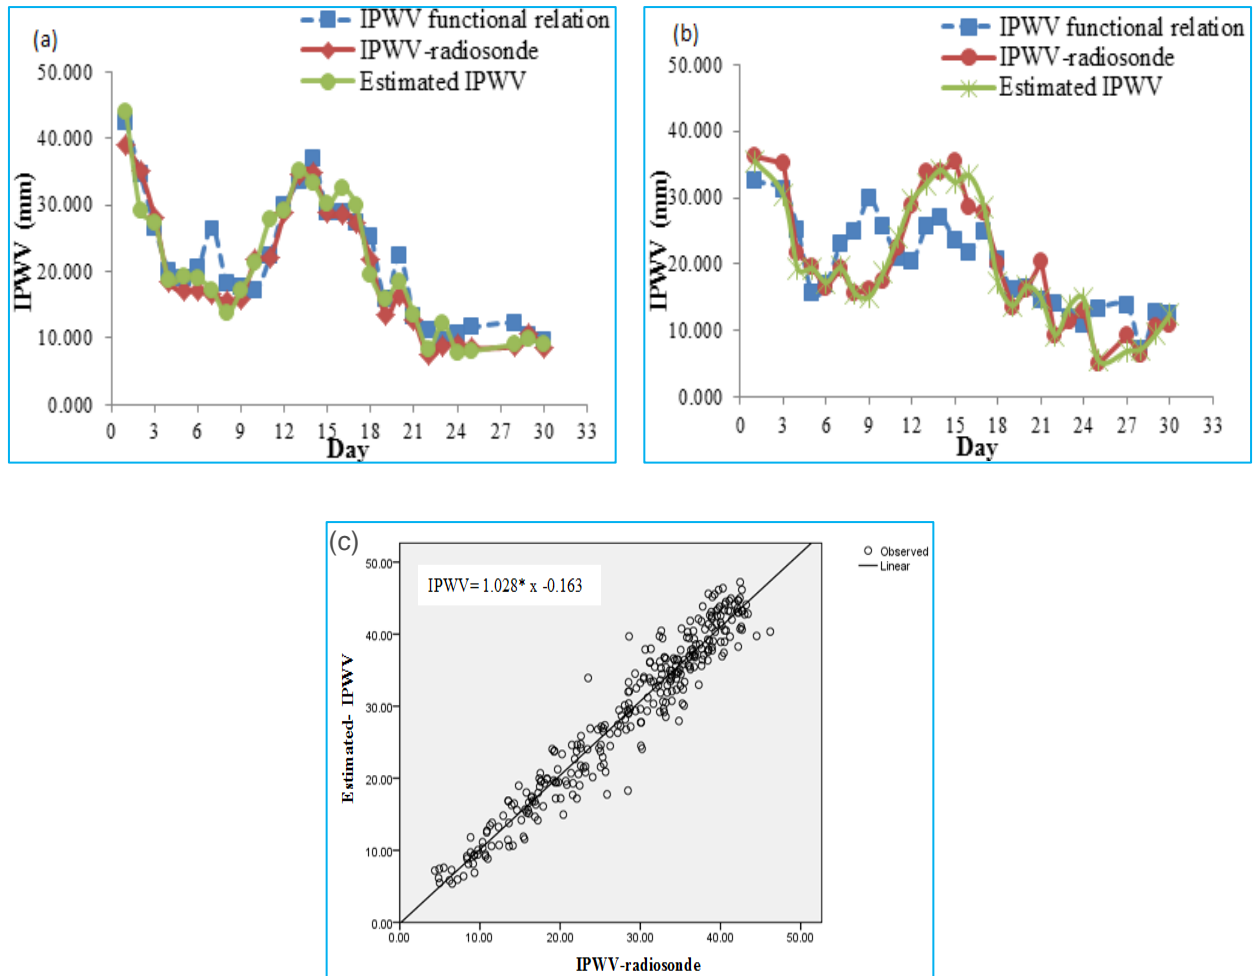 (a)
IPWV functional relation
IPWV-radiosonde
Estimated IPWV
50.000
40.000
30.000
20.000
10.000
0.000
IPWV (mm)
0 3 6 9 12 15 18 21 24 27 30 33
Day
(b)
IPWV functional relation
IPWV-radiosonde
Estimated IPWV
50.000
40.000
30.000
20.000
10.000
0.000
IPWV (mm)
0 3 6 9 12 15 18 21 24 27 30 33
Day
(c)
Observed
Linear
IPWV= 1.028* x -0.163
50.00
40.00
30.00
20.00
10.00
0.00
Estimated- IPWV
0.00 10.00 20.00 30.00 40.00 50.00
IPWV-radiosonde